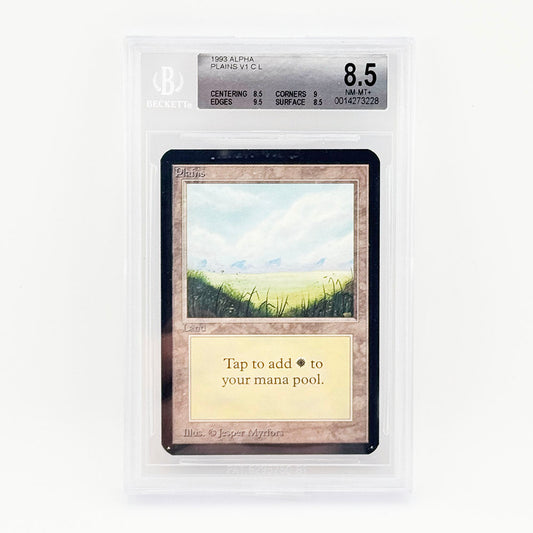 1993 ALPHA
PLAINS V.1 C L
CENTERING 8.5 CORNERS 9
EDGES 9.5 SURFACE 8.5
8.5
NM-MT+
0014273228
B
BECKETT
Plains
Land
Tap to add to
your mana pool.
Illus. © Jesper Myrfors